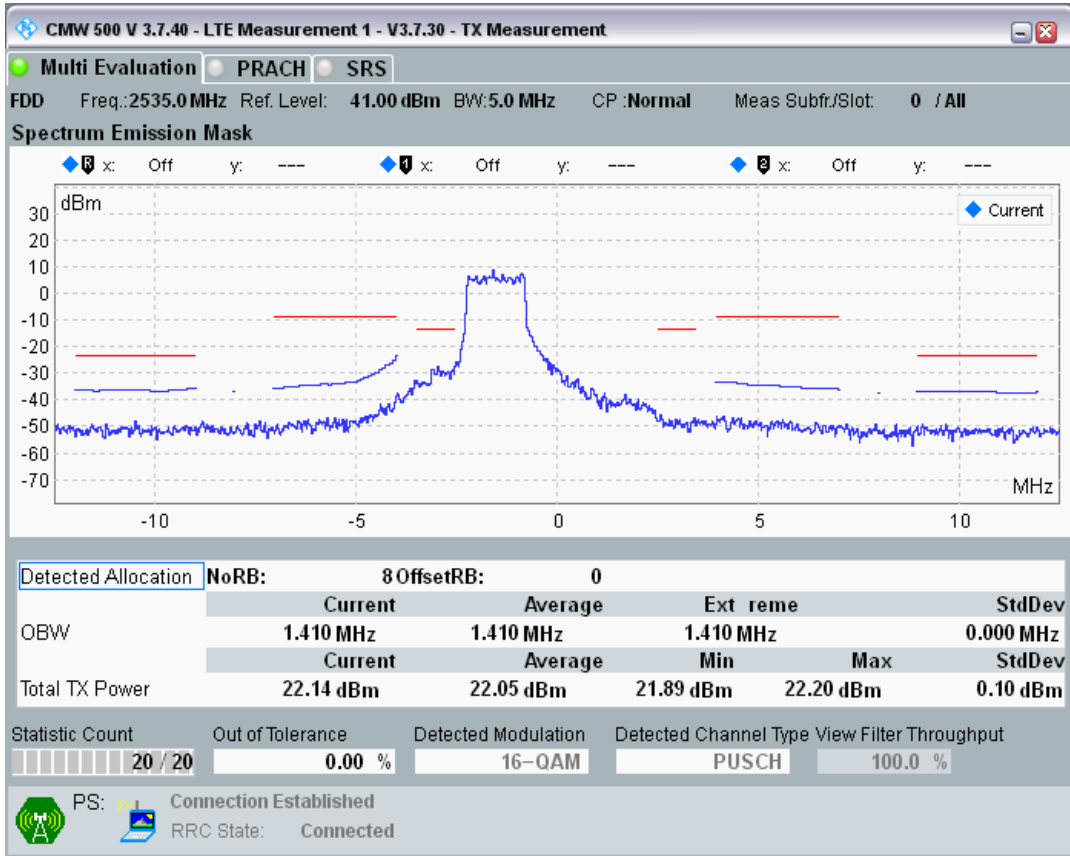 CMW 500 V 3.7.40 - LTE Measurement 1 - V3.7.30 - TX Measurement
Multi Evaluation PRACH SRS
FDD Freq.:2535.0 MHz Ref. Level: 41.00 dBm BW:5.0 MHz CP :Normal Meas Subfr./Slot: 0 / All
Spectrum Emission Mask
R x: Off y: --- 1 x: Off y: --- 2 x: Off y: ---
dBm
Current
30
20
10
0
-10
-20
-30
-40
-50
-60
-70
MHz
-10 -5 0 5 10
Detected Allocation NoRB: 8 OffsetRB: 0
Current Average Ext reme StdDev
OBW 1.410 MHz 1.410 MHz 1.410 MHz 0.000 MHz
Current Average Min Max StdDev
Total TX Power 22.14 dBm 22.05 dBm 21.89 dBm 22.20 dBm 0.10 dBm
Statistic Count Out of Tolerance Detected Modulation Detected Channel Type View Filter Throughput
20 / 20 0.00 % 16-QAM PUSCH 100.0 %
PS: Connection Established
RRC State: Connected